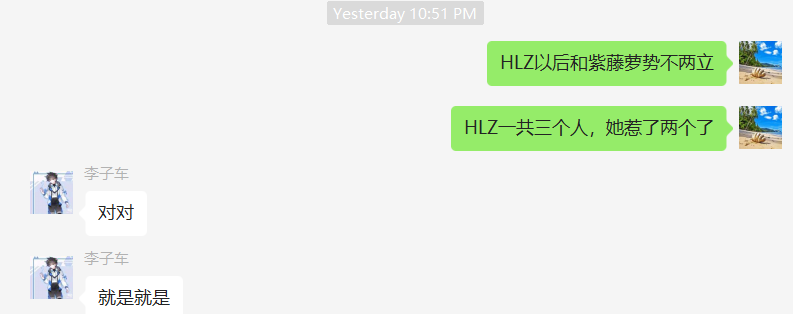 Yesterday 10:51 PM
HLZ以后和紫藤萝势不两立
HLZ一共三个人，她惹了两个了
李子车
对对
李子车
就是就是